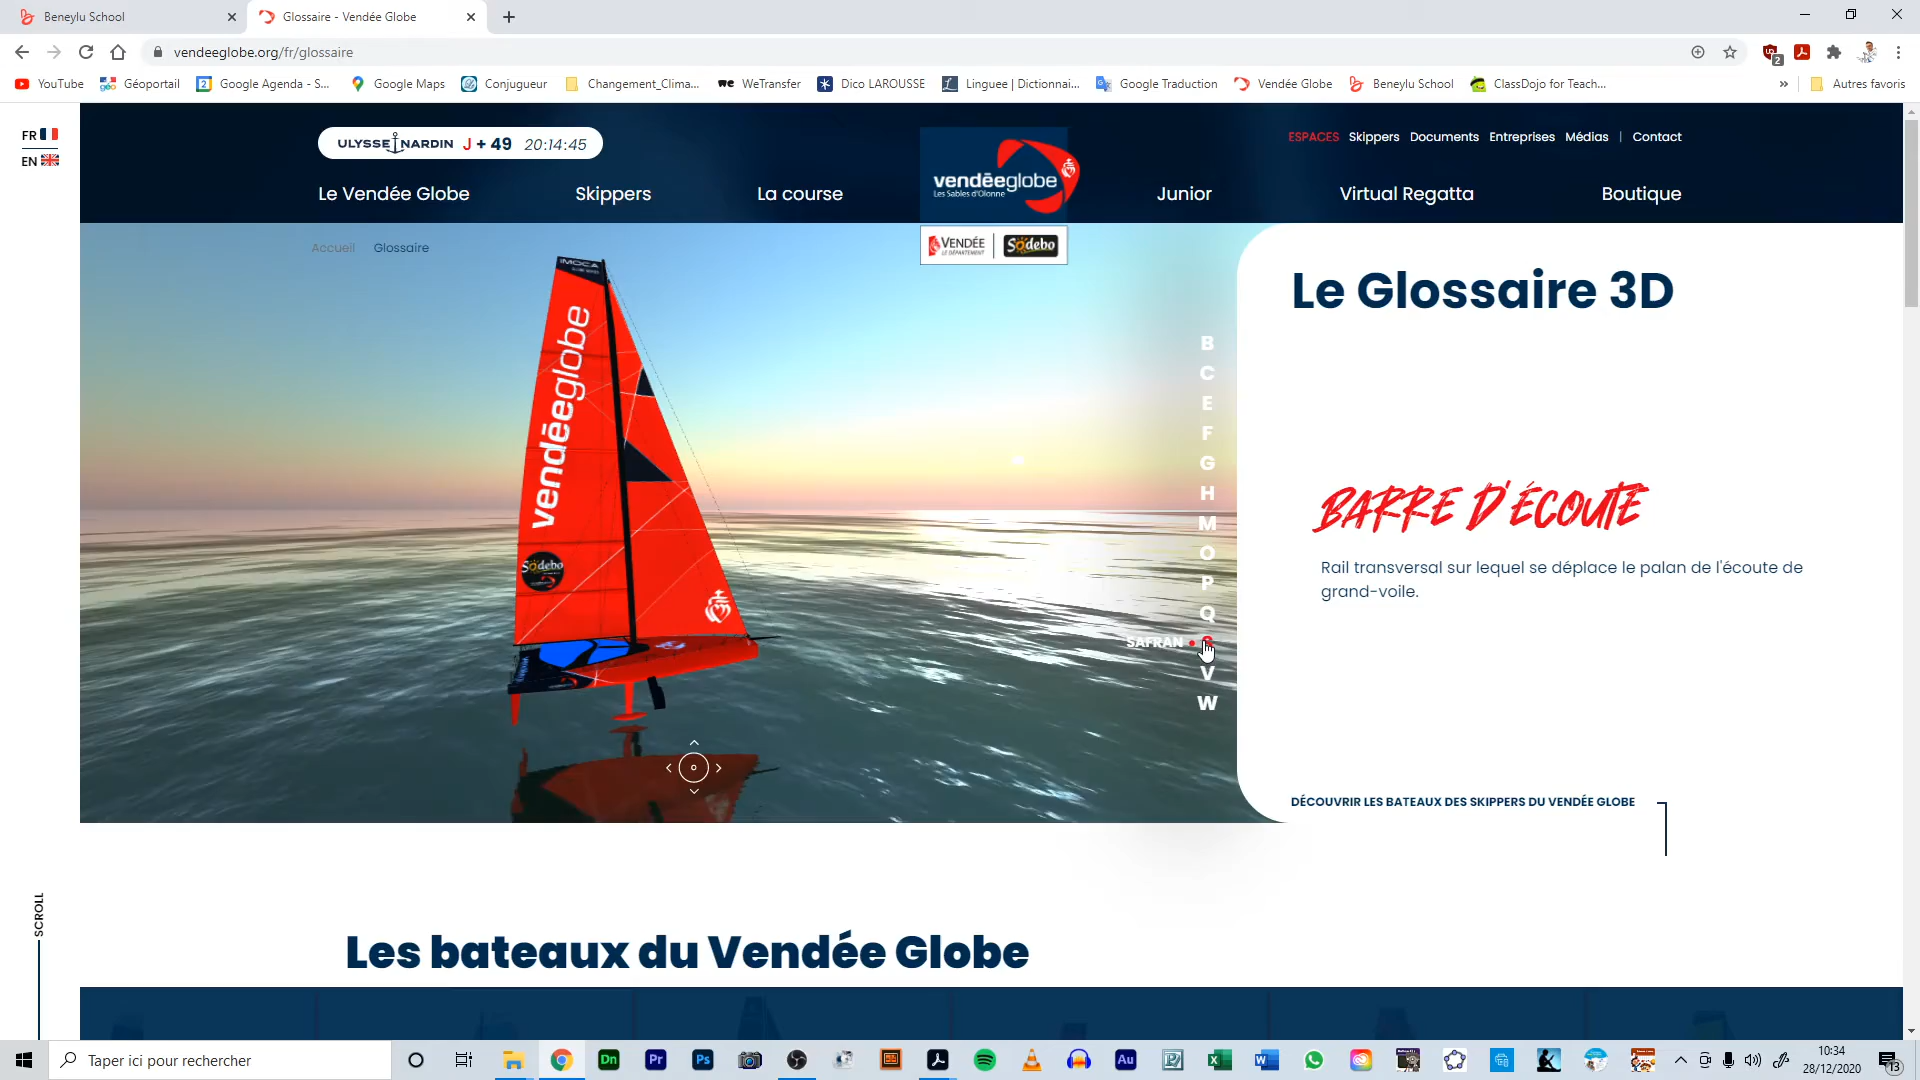 Beneylu School
Glossaire - Vendée Globe
vendeeglobe.org/fr/glossaire
YouTube
Géoportail
Google Agenda - S...
Google Maps
Conjugueur
Changement_Clima...
WeTransfer
Dico LAROUSSE
Linguee | Dictionnai...
Google Traduction
Vendée Globe
Beneylu School
ClassDojo for Teach...
Autres favoris
FR
EN
ULYSSE NARDIN J + 49 20:14:45
ESPACES Skippers Documents Entreprises Médias | Contact
Le Vendée Globe
Skippers
La course
vendéeglobe
Les Sables d'Olonne
Junior
Virtual Regatta
Boutique
VENDÉE
LE DÉPARTEMENT
Sodebo
Accueil Glossaire
IMOCA
vendéeglobe
Sodebo
B
C
E
F
G
H
M
O
P
Q
SAFRAN • S
V
W
Le Glossaire 3D
BARRE D'ÉCOUTE
Rail transversal sur lequel se déplace le palan de l'écoute de
grand-voile.
DÉCOUVRIR LES BATEAUX DES SKIPPERS DU VENDÉE GLOBE
SCROLL
Les bateaux du Vendée Globe
Taper ici pour rechercher
10:34
28/12/2020